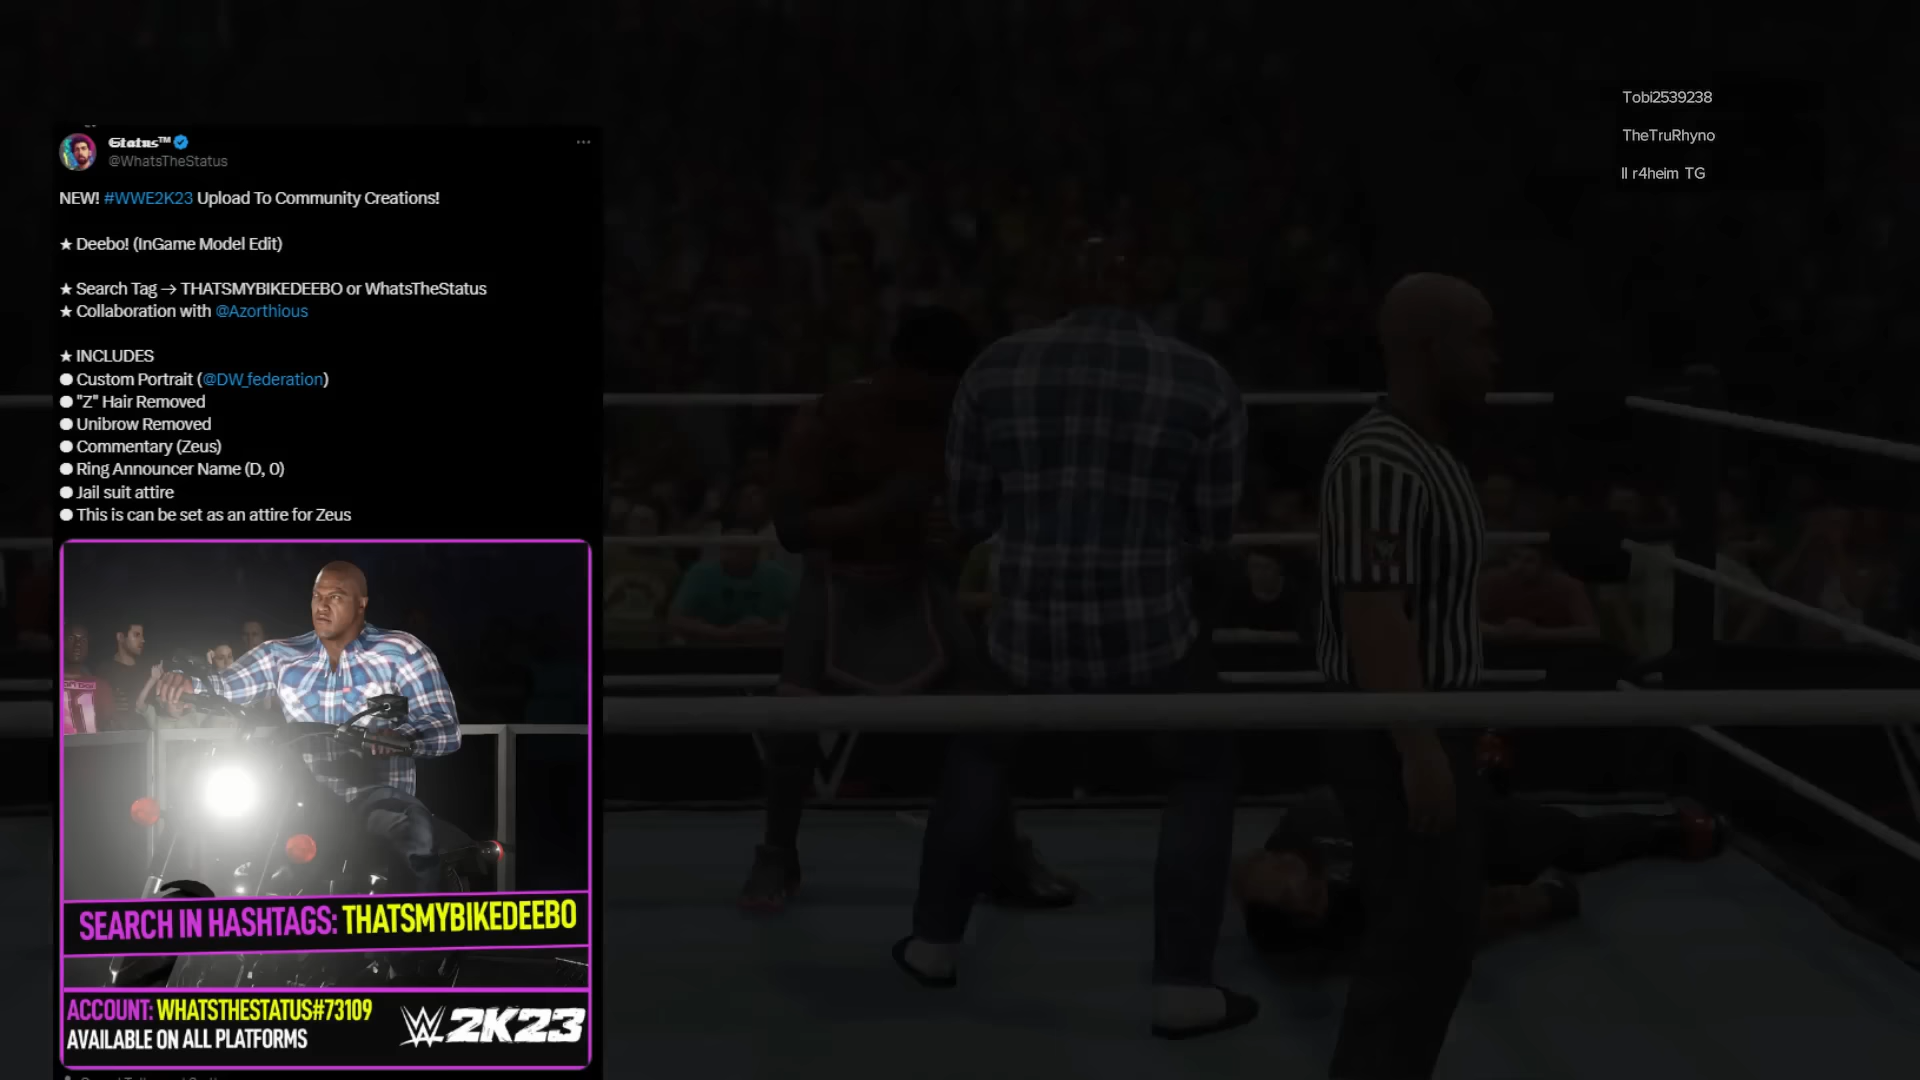 Status™
@WhatsTheStatus
NEW! #WWE2K23 Upload To Community Creations!
★ Deebo! (InGame Model Edit)
★ Search Tag → THATSMYBIKEDEEBO or WhatsTheStatus
★ Collaboration with @Azorthious
★ INCLUDES
● Custom Portrait (@DW_federation)
● "Z" Hair Removed
● Unibrow Removed
● Commentary (Zeus)
● Ring Announcer Name (D, O)
● Jail suit attire
● This is can be set as an attire for Zeus
SEARCH IN HASHTAGS: THATSMYBIKEDEEBO
ACCOUNT: WHATSTHESTATUS#73109
AVAILABLE ON ALL PLATFORMS
W 2K23
Tobi2539238
TheTruRhyno
ll r4heim TG